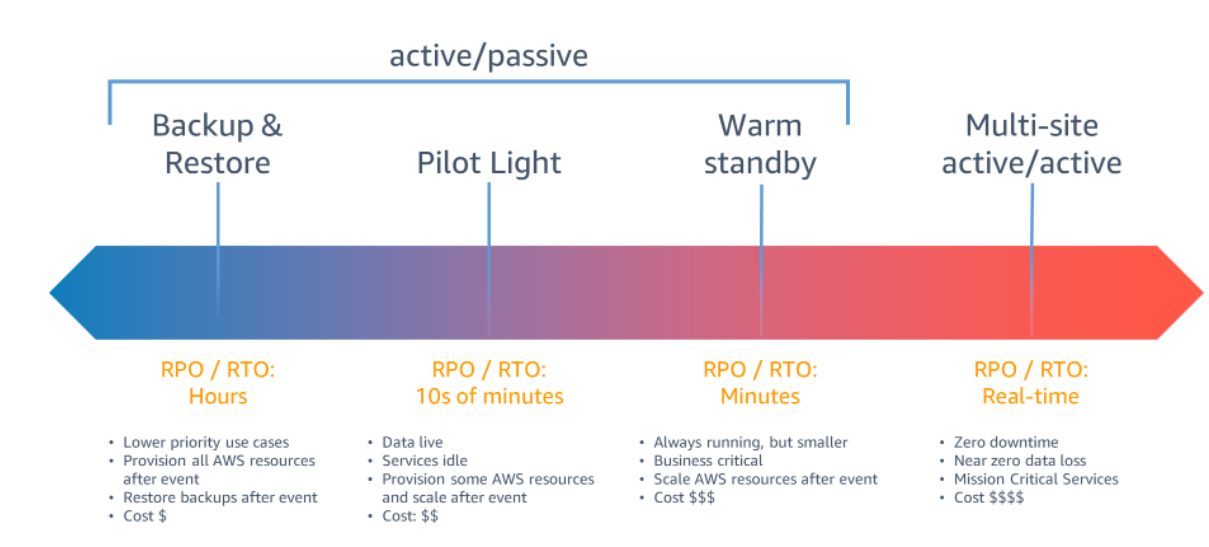 active/passive
Backup &
Restore
Pilot Light
Warm
standby
Multi-site
active/active
RPO / RTO:
Hours
RPO / RTO:
10s of minutes
RPO / RTO:
Minutes
RPO / RTO:
Real-time
• Lower priority use cases
• Provision all AWS resources
after event
• Restore backups after event
• Cost $
• Data live
• Services idle
• Provision some AWS resources
and scale after event
• Cost: $$
• Always running, but smaller
• Business critical
• Scale AWS resources after event
• Cost $$$
• Zero downtime
• Near zero data loss
• Mission Critical Services
• Cost $$$$